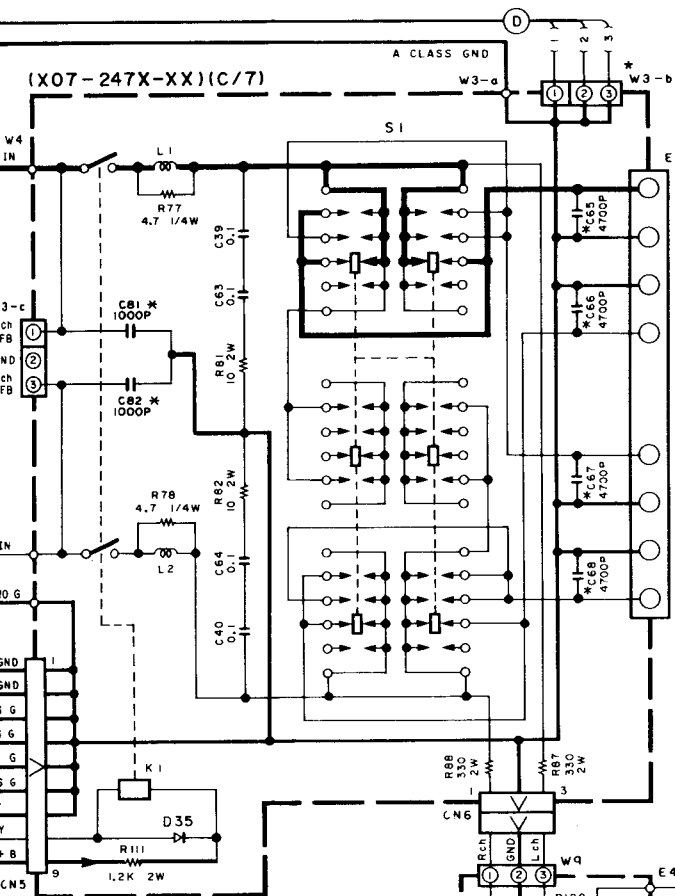 D
1
2
3
A CLASS GND
*
(X07-247X-XX)(C/7)
W3-a
W3-b
1
2
3
W4
IN
S1
E
L1
R77
4.7 1/4W
C39
0.1
*C65
4700P
C63
0.1
*C66
4700P
3-c
ch
FB
1
C81 *
1000P
ND
2
ch
FB
3
C82 *
1000P
R81
10 2W
R82
10 2W
R78
4.7 1/4W
*C67
4700P
IN
L2
C64
0.1
*C68
4700P
RO G
C40
0.1
GND
1
GND
S G
S G
G
S G
Y
+B
K1
D35
R111
1.2K 2W
CN5
9
R88
330
2W
R87
330
2W
1
3
CN6
Rch
GND
Lch
W9
1
2
3
E4